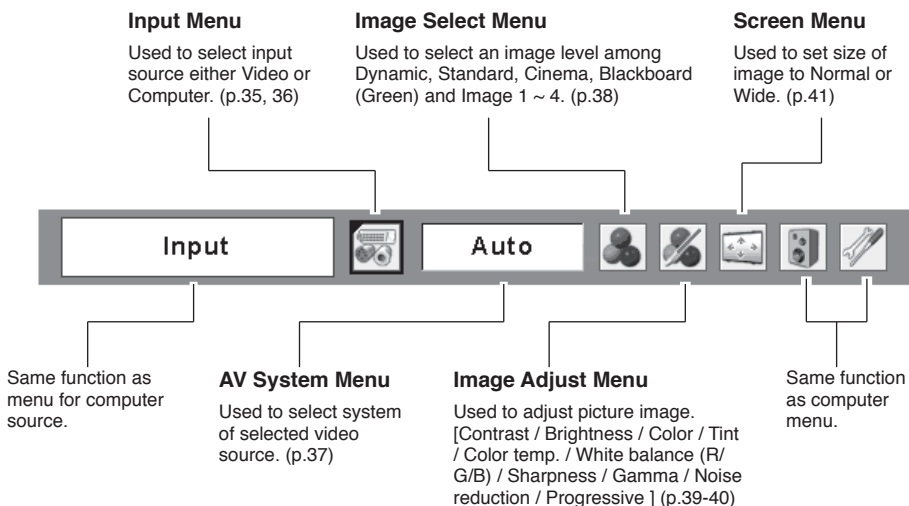 Input Menu
Used to select input
source either Video or
Computer. (p.35, 36)
Image Select Menu
Used to select an image level among
Dynamic, Standard, Cinema, Blackboard
(Green) and Image 1 ~ 4. (p.38)
Screen Menu
Used to set size of
image to Normal or
Wide. (p.41)
Input
Auto
Same function as
menu for computer
source.
AV System Menu
Used to select system
of selected video
source. (p.37)
Image Adjust Menu
Used to adjust picture image.
[Contrast / Brightness / Color / Tint
/ Color temp. / White balance (R/
G/B) / Sharpness / Gamma / Noise
reduction / Progressive ] (p.39-40)
Same function
as computer
menu.